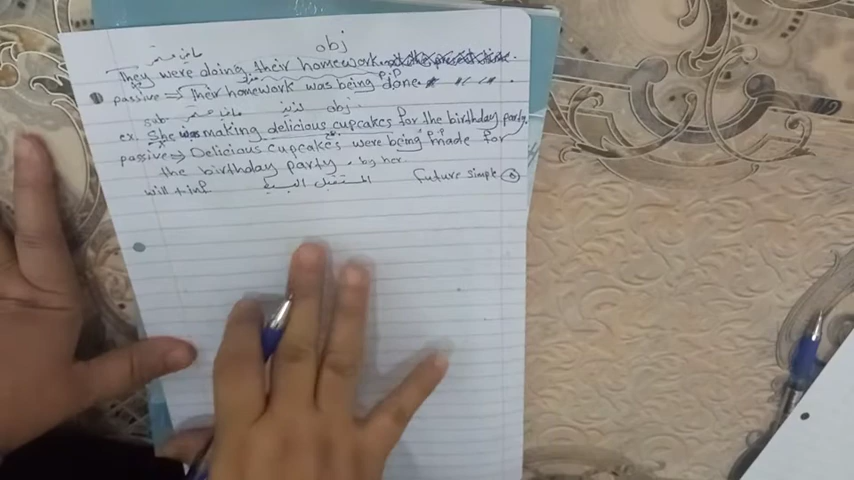 ماضي مستمر obj
They were doing their homework
passive → Their homework was being done.
sub ماضي مستمر obj
ex. She was making delicious cupcakes for the birthday party.
passive ⇒ Delicious cupcakes were being made for
the birthday party. by her
will + inf المستقبل البسيط Future simple